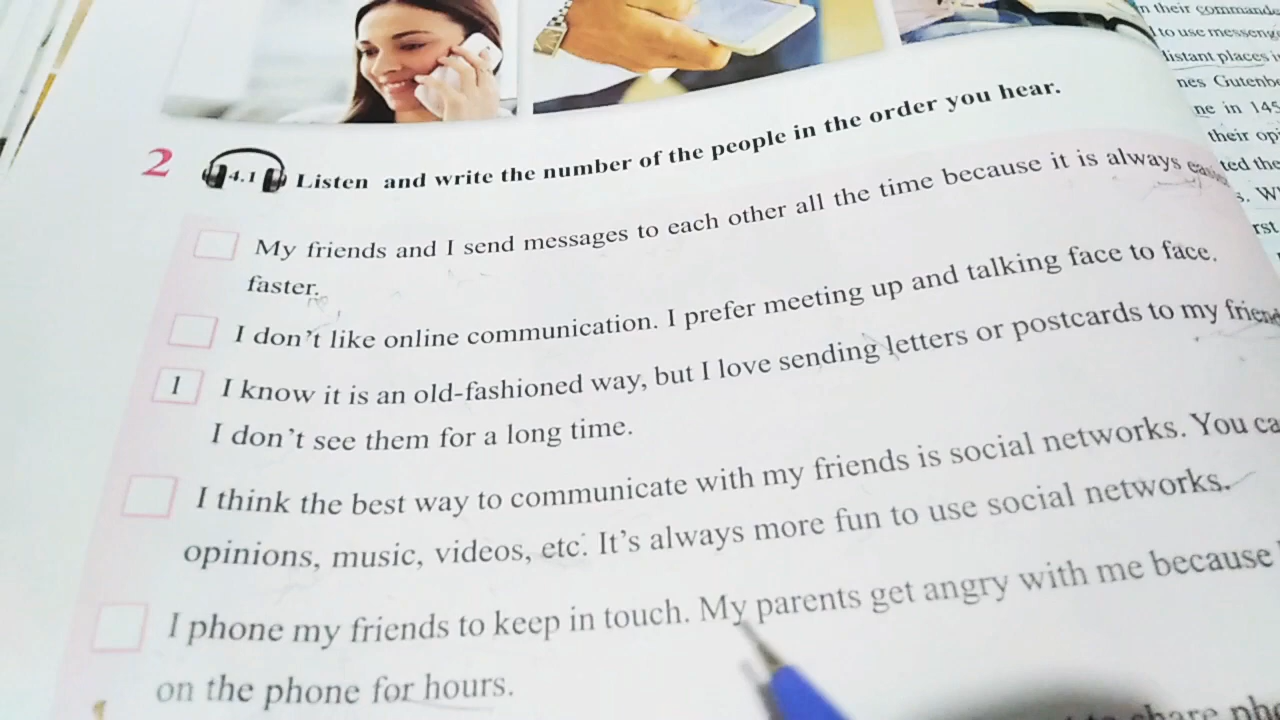 2 4.1 Listen and write the number of the people in the order you hear.
My friends and I send messages to each other all the time because it is always
faster.
I don't like online communication. I prefer meeting up and talking face to face.
1 I know it is an old-fashioned way, but I love sending letters or postcards to my
I don't see them for a long time.
I think the best way to communicate with my friends is social networks. You
opinions, music, videos, etc. It's always more fun to use social networks.
I phone my friends to keep in touch. My parents get angry with me because
on the phone for hours.
share
in their
to use
distant places
Gutenb
in 145
their
ted the
rst